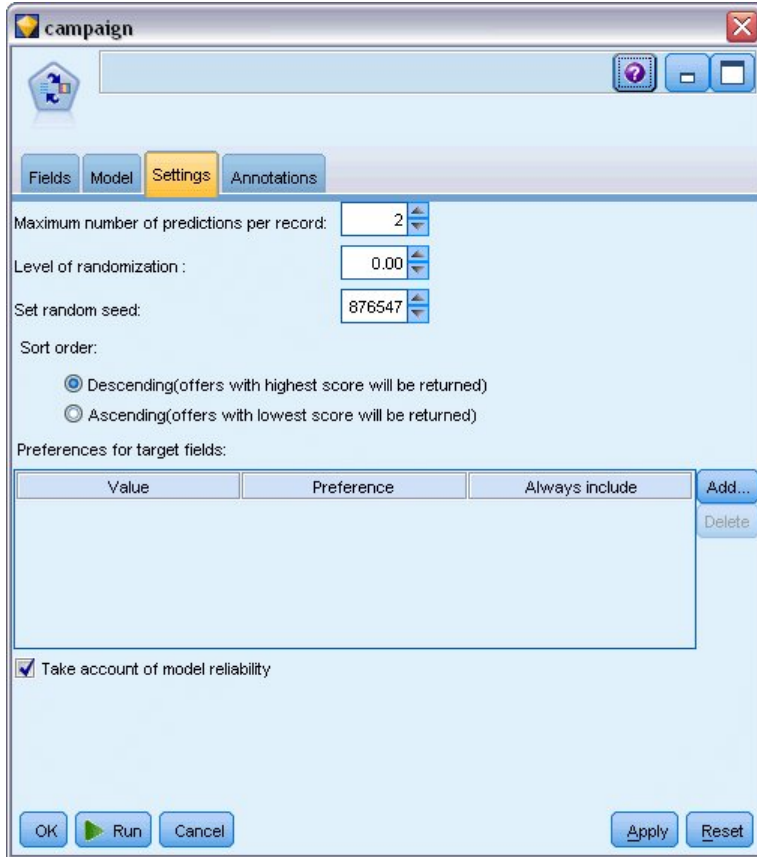 campaign
Fields Model Settings Annotations
Maximum number of predictions per record: 2
Level of randomization : 0.00
Set random seed: 876547
Sort order:
Descending(offers with highest score will be returned)
Ascending(offers with lowest score will be returned)
Preferences for target fields:
Value Preference Always include Add...
Delete
Take account of model reliability
OK Run Cancel Apply Reset